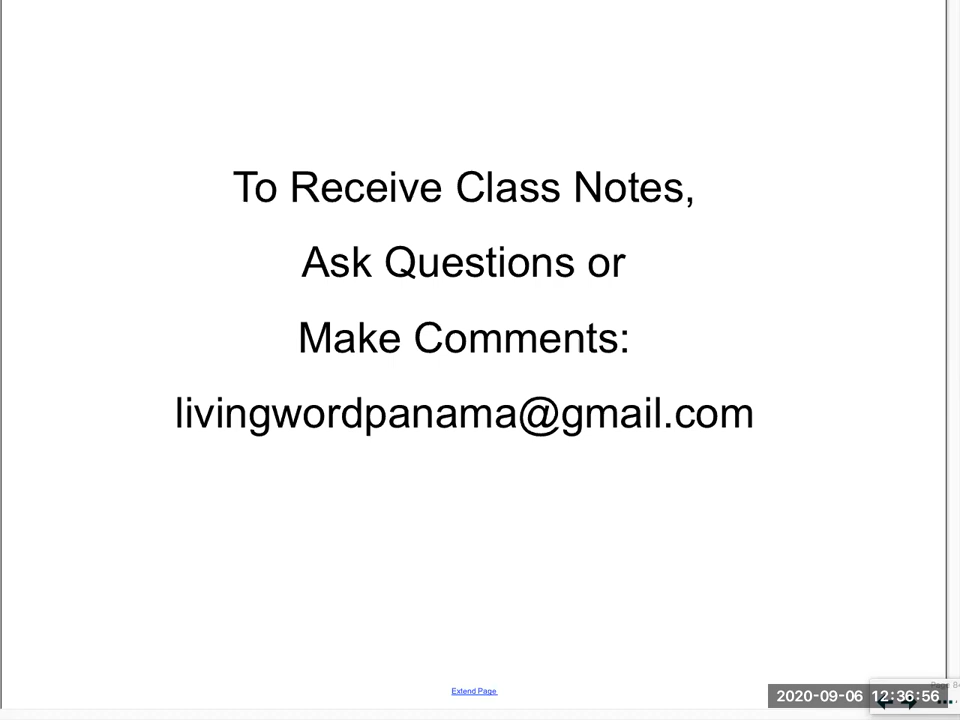 To Receive Class Notes,
Ask Questions or
Make Comments:
livingwordpanama@gmail.com
Extend Page
2020-09-06 12:36:56